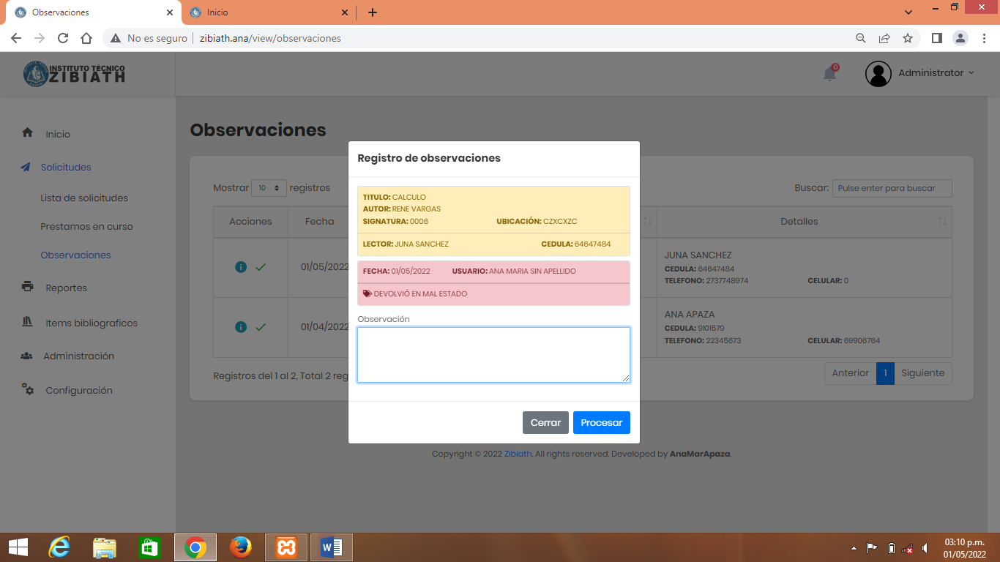 Observaciones
Inicio
No es seguro | zibiath.ana/view/observaciones
INSTITUTO TÉCNICO
ZIBIATH
0
Administrator
Inicio
Solicitudes
Lista de solicitudes
Prestamos en curso
Observaciones
Reportes
Items bibliograficos
Administración
Configuración
Observaciones
Mostrar 10 registros
Buscar: Pulse enter para buscar
Acciones Fecha Detalles
01/05/2022
JUNA SANCHEZ
CEDULA: 64647484
TELEFONO: 2737748974 CELULAR: 0
01/04/2022
ANA APAZA
CEDULA: 9101579
TELEFONO: 22345673 CELULAR: 69906764
Registros del 1 al 2, Total 2 reg
Anterior 1 Siguiente
Registro de observaciones
TITULO: CALCULO
AUTOR: RENE VARGAS
SIGNATURA: 0006 UBICACIÓN: CZXCXZC
LECTOR: JUNA SANCHEZ CEDULA: 64647484
FECHA: 01/05/2022 USUARIO: ANA MARIA SIN APELLIDO
DEVOLVIÓ EN MAL ESTADO
Observación
Cerrar Procesar
Copyright © 2022 Zibiath. All rights reserved. Developed by AnaMarApaza.
03:10 p.m.
01/05/2022